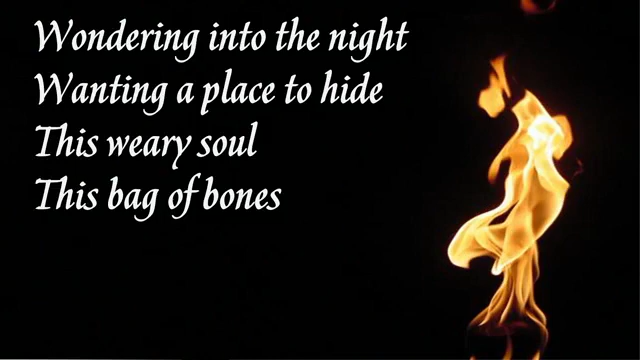 Wondering into the night
Wanting a place to hide
This weary soul
This bag of bones